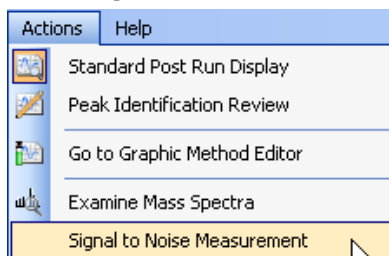 Actions Help
Standard Post Run Display
Peak Identification Review
Go to Graphic Method Editor
Examine Mass Spectra
Signal to Noise Measurement